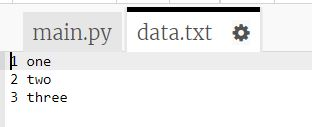 main.py data.txt
1 one
2 two
3 three